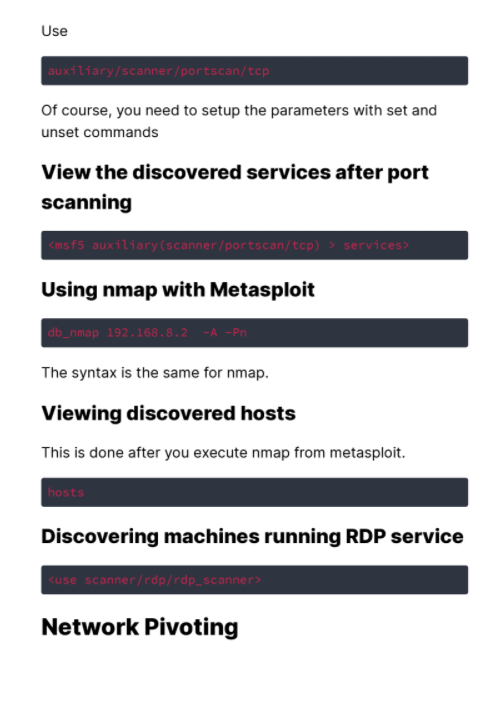 Use
auxiliary/scanner/portscan/tcp
Of course, you need to setup the parameters with set and
unset commands
View the discovered services after port
scanning
<msf5 auxiliary(scanner/portscan/tcp) > services>
Using nmap with Metasploit
db_nmap 192.168.8.2  -A -Pn
The syntax is the same for nmap.
Viewing discovered hosts
This is done after you execute nmap from metasploit.
hosts
Discovering machines running RDP service
<use scanner/rdp/rdp_scanner>
Network Pivoting